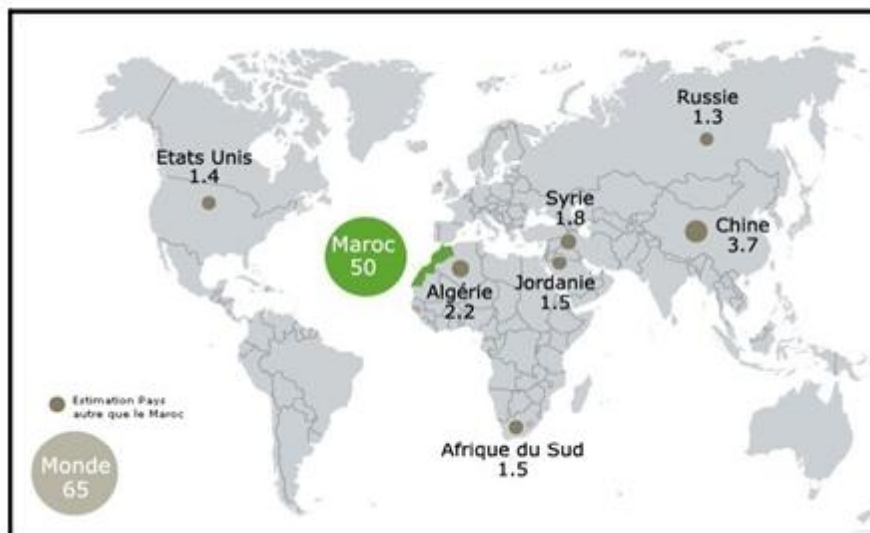 Russie
1.3
Etats Unis
1.4
Syrie
1.8
Maroc
50
Chine
3.7
Algérie
2.2
Jordanie
1.5
Estimation Pays
autre que le Maroc
Afrique du Sud
1.5
Monde
65